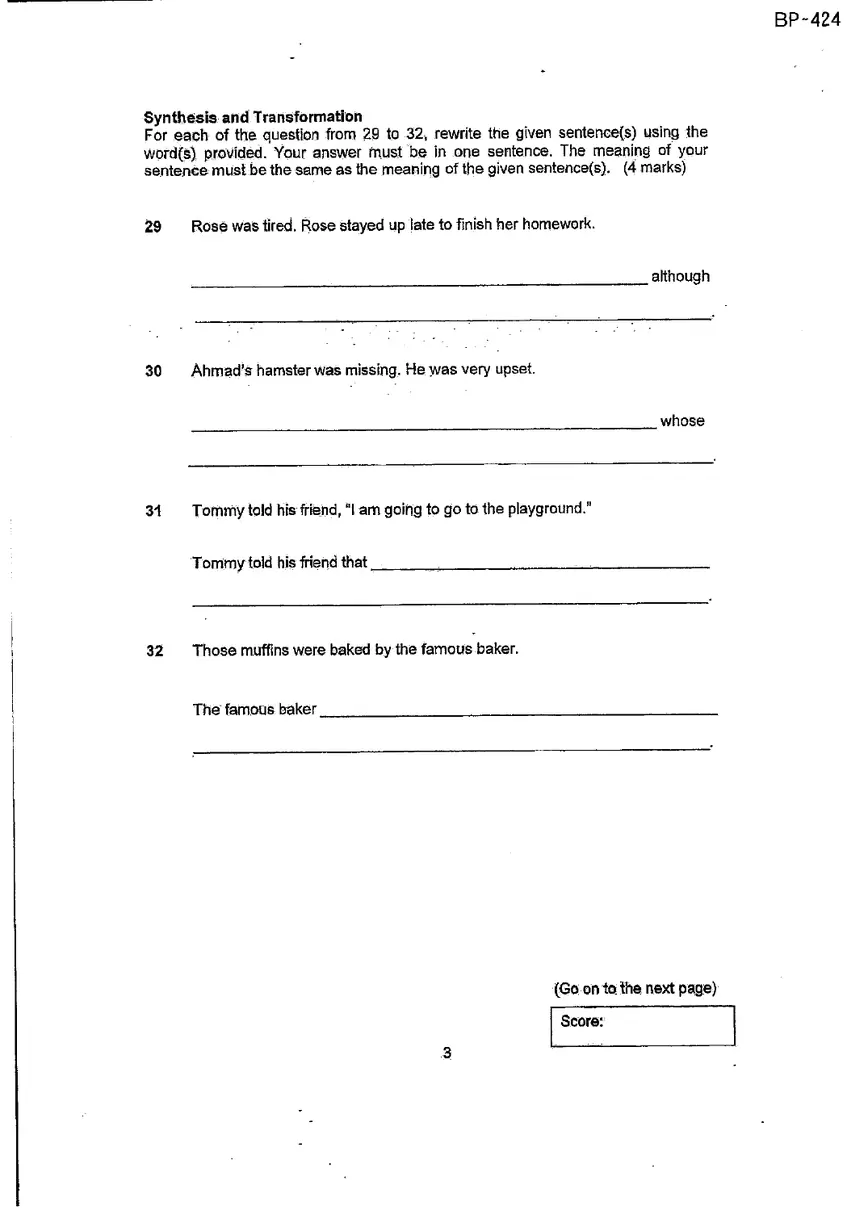 BP-424
Synthesis and Transformation
For each of the question from 29 to 32, rewrite the given sentence(s) using the
word(s) provided. Your answer must be in one sentence. The meaning of your
sentence must be the same as the meaning of the given sentence(s). (4 marks)
29 Rose was tired. Rose stayed up late to finish her homework.
although
.
30 Ahmad's hamster was missing. He was very upset.
whose
.
31 Tommy told his friend, "I am going to go to the playground."
Tommy told his friend that
.
32 Those muffins were baked by the famous baker.
The famous baker
.
(Go on to the next page)
Score:
3